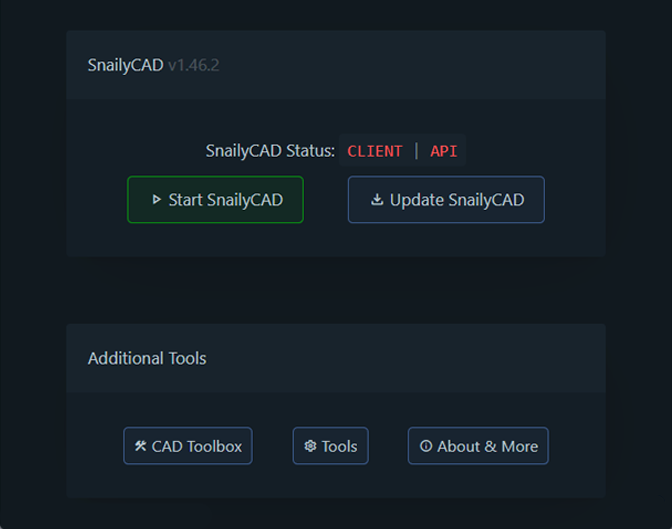 SnailyCAD v1.46.2
SnailyCAD Status: CLIENT | API
Start SnailyCAD Update SnailyCAD
Additional Tools
CAD Toolbox Tools About & More